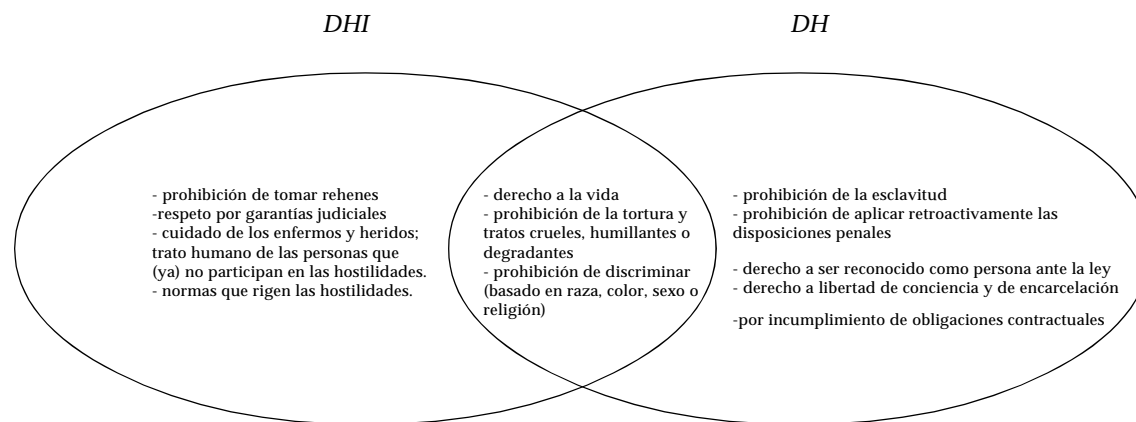 DHI
DH
- prohibición de tomar rehenes
-respeto por garantías judiciales
- cuidado de los enfermos y heridos;
trato humano de las personas que
(ya) no participan en las hostilidades.
- normas que rigen las hostilidades.
- derecho a la vida
- prohibición de la tortura y
tratos crueles, humillantes o
degradantes
- prohibición de discriminar
(basado en raza, color, sexo o
religión)
- prohibición de la esclavitud
- prohibición de aplicar retroactivamente las
disposiciones penales
- derecho a ser reconocido como persona ante la ley
- derecho a libertad de conciencia y de encarcelación
-por incumplimiento de obligaciones contractuales